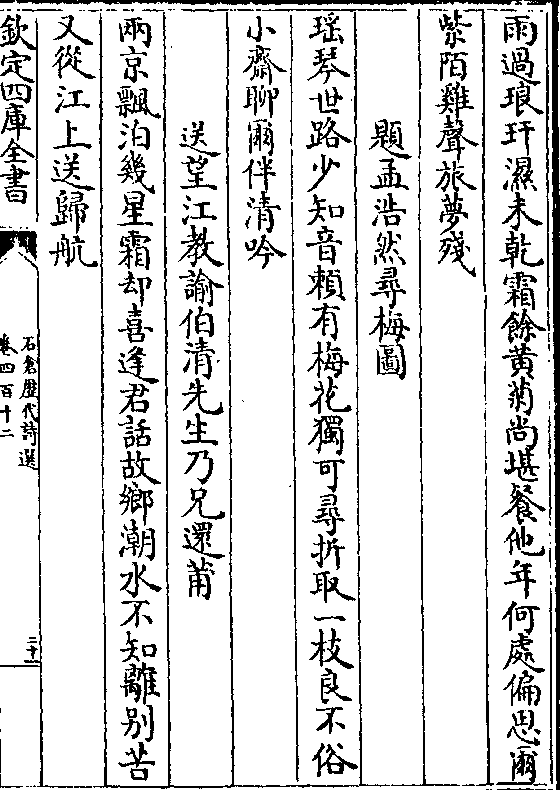 雨過琅玕濕未乾霜餘黄菊尚堪餐他年何處偏思爾
紫陌雞聲旅夢殘
題孟浩然尋梅圖
瑶琴世路少知音賴有梅花獨可尋折取一枝良不俗
小齋聊爾伴清吟
送望江教諭伯清先生乃兄還莆
兩京飄泊幾星霜却喜逢君話故鄉潮水不知離别苦
又從江上送歸航
欽定四庫全書
石倉歷代詩選
卷四百十二
三十一